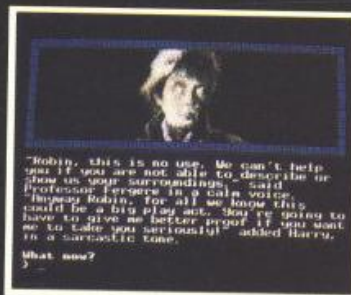 "Robin, this is no use. We can't help
you if you are not able to describe or
show us your surroundings," said
Professor Fergere in a calm voice.
"Anyway Robin, for all we know this
could be a big play act. You're going to
have to give me better proof if you want
me to take you seriously!" added Harry,
in a sarcastic tone.
What now?
>